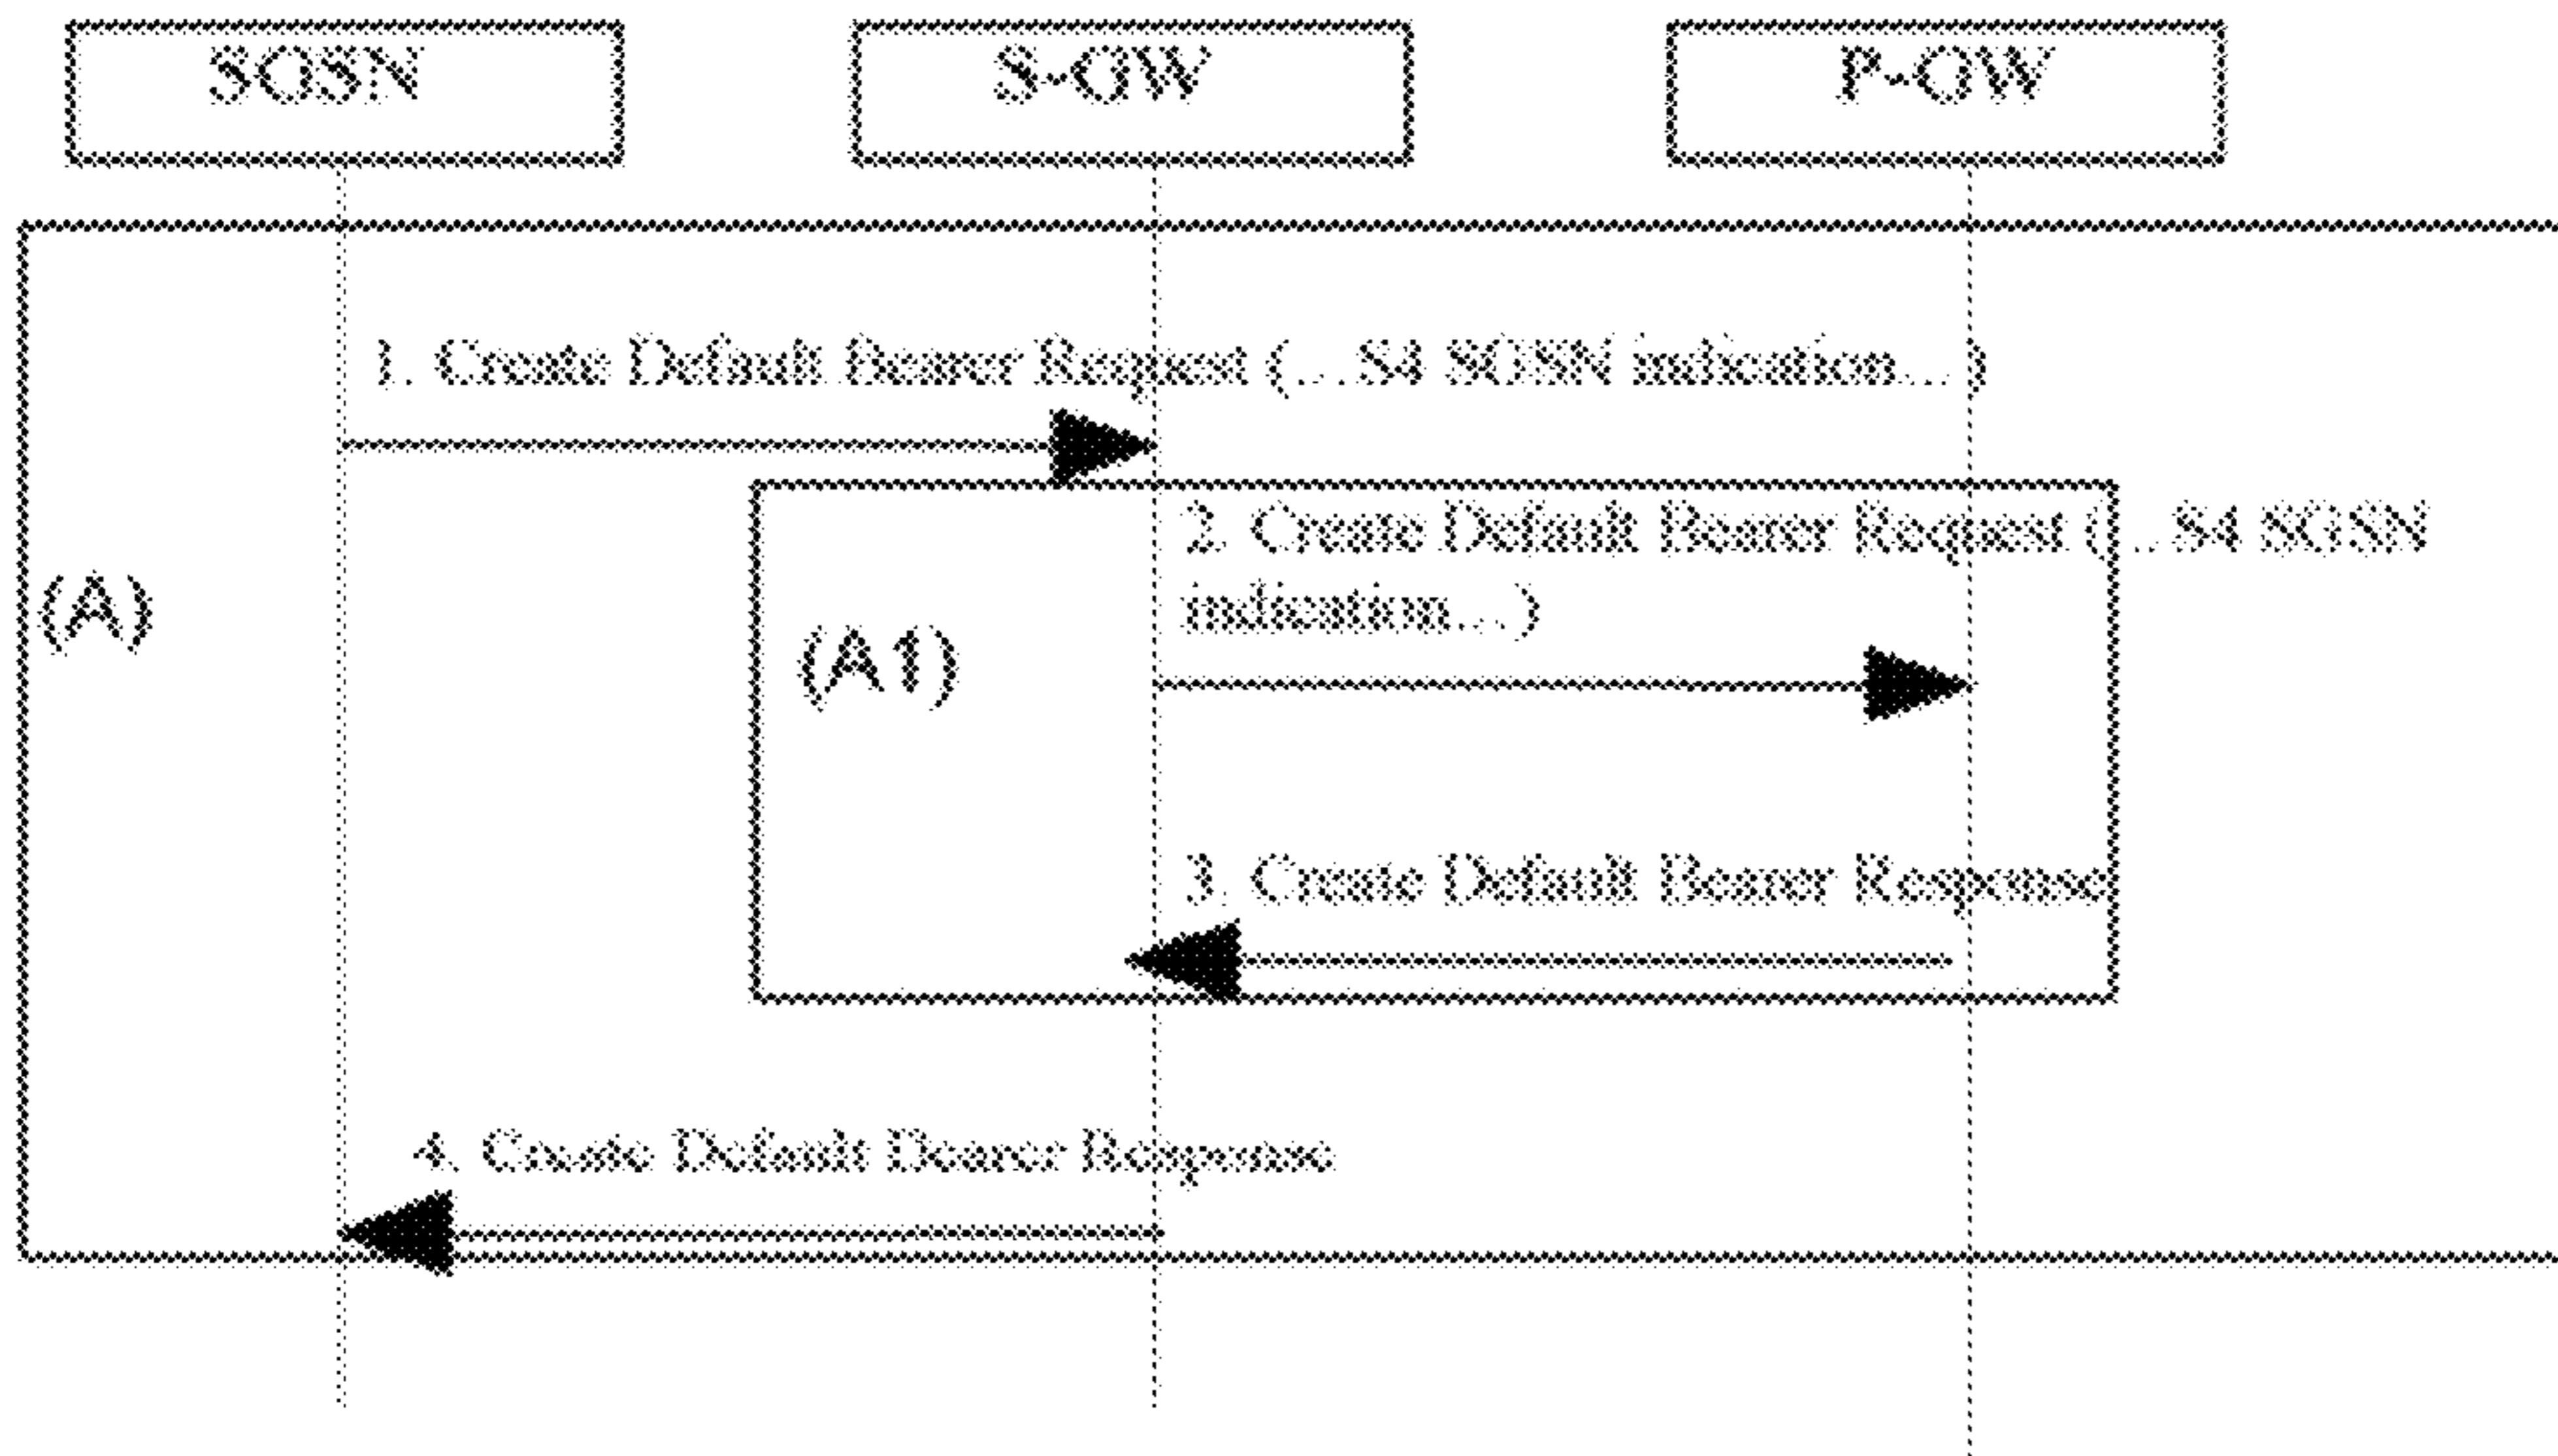 SGSN
S-GW
P-GW
1. Create Default Bearer Request (...S4 SGSN indication...)
2. Create Default Bearer Request (...S4 SGSN
indication...)
(A)
(A1)
3. Create Default Bearer Response
4. Create Default Bearer Response